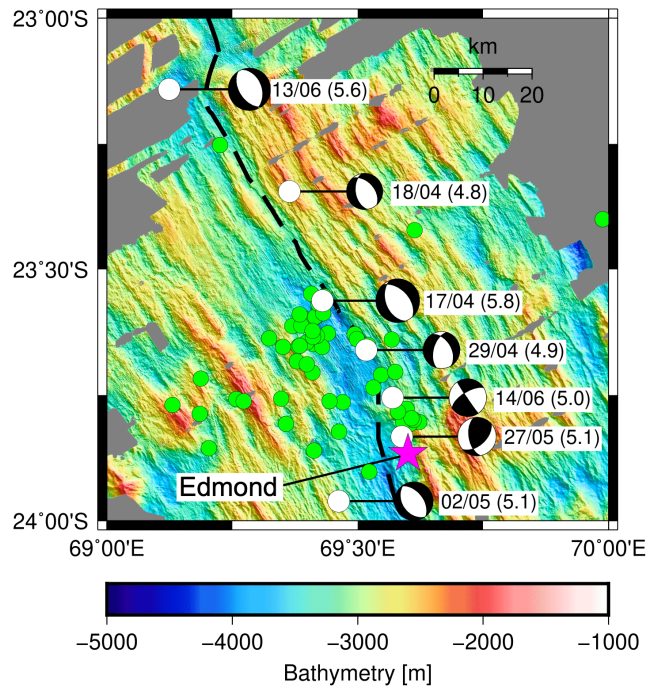 23°00'S
km
0 10 20
13/06 (5.6)
18/04 (4.8)
23°30'S
17/04 (5.8)
29/04 (4.9)
14/06 (5.0)
27/05 (5.1)
Edmond
02/05 (5.1)
24°00'S
69°00'E 69°30'E 70°00'E
−5000 −4000 −3000 −2000 −1000
Bathymetry [m]